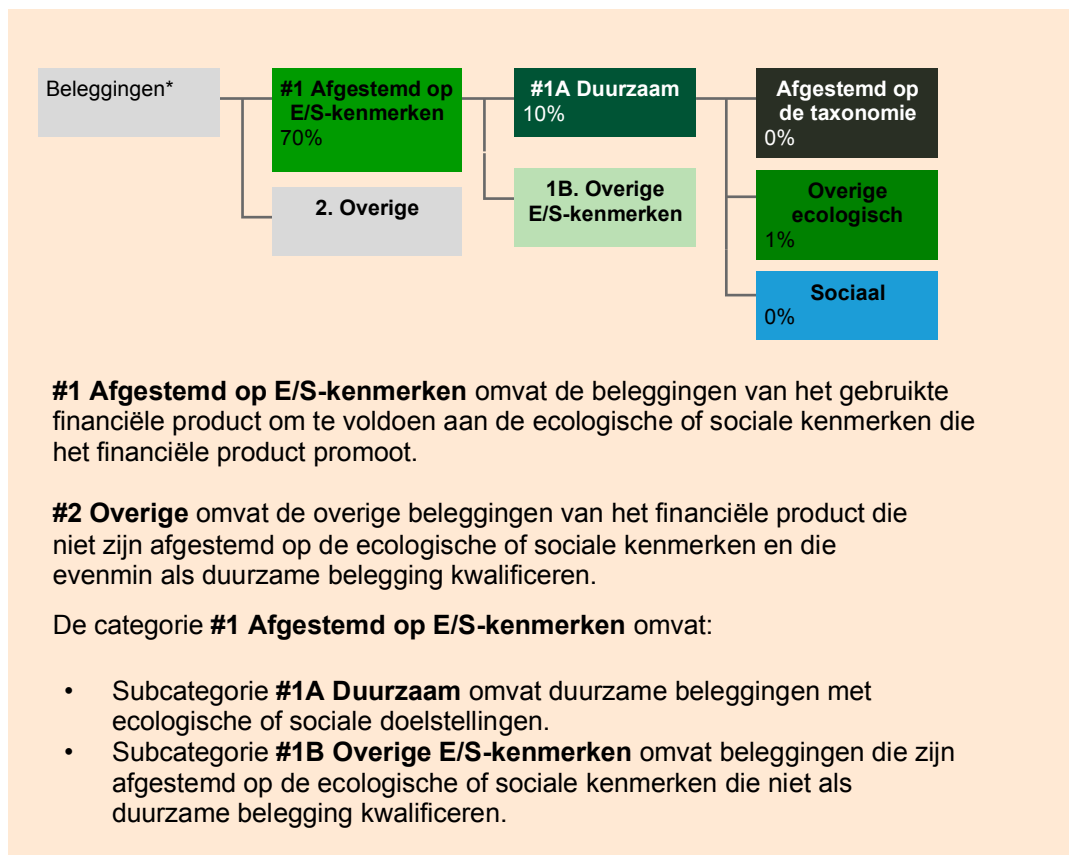 Beleggingen*
#1 Afgestemd op
E/S-kenmerken
70%
2. Overige
#1A Duurzaam
10%
1B. Overige
E/S-kenmerken
Afgestemd op
de taxonomie
0%
Overige
ecologisch
1%
Sociaal
0%
#1 Afgestemd op E/S-kenmerken omvat de beleggingen van het gebruikte
financiële product om te voldoen aan de ecologische of sociale kenmerken die
het financiële product promoot.
#2 Overige omvat de overige beleggingen van het financiële product die
niet zijn afgestemd op de ecologische of sociale kenmerken en die
evenmin als duurzame belegging kwalificeren.
De categorie #1 Afgestemd op E/S-kenmerken omvat:
• Subcategorie #1A Duurzaam omvat duurzame beleggingen met
ecologische of sociale doelstellingen.
• Subcategorie #1B Overige E/S-kenmerken omvat beleggingen die zijn
afgestemd op de ecologische of sociale kenmerken die niet als
duurzame belegging kwalificeren.